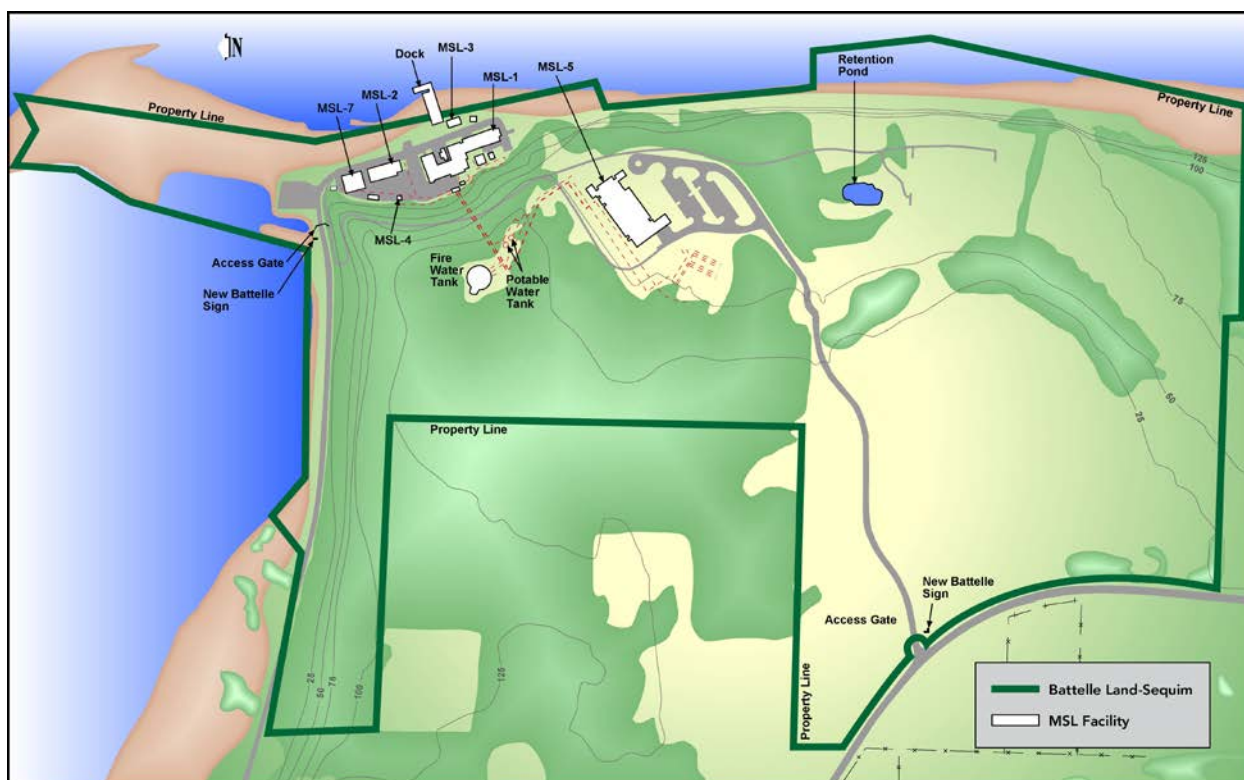 N
Dock
MSL-3
MSL-1
MSL-2
MSL-7
MSL-5
Retention
Pond
Property Line
Property Line
125
100
MSL-4
Access Gate
New Battelle
Sign
Fire
Water
Tank
Potable
Water
Tank
75
50
25
Property Line
New Battelle
Sign
Access Gate
25
50
75
100
125
Property Line
Battelle Land-Sequim
MSL Facility